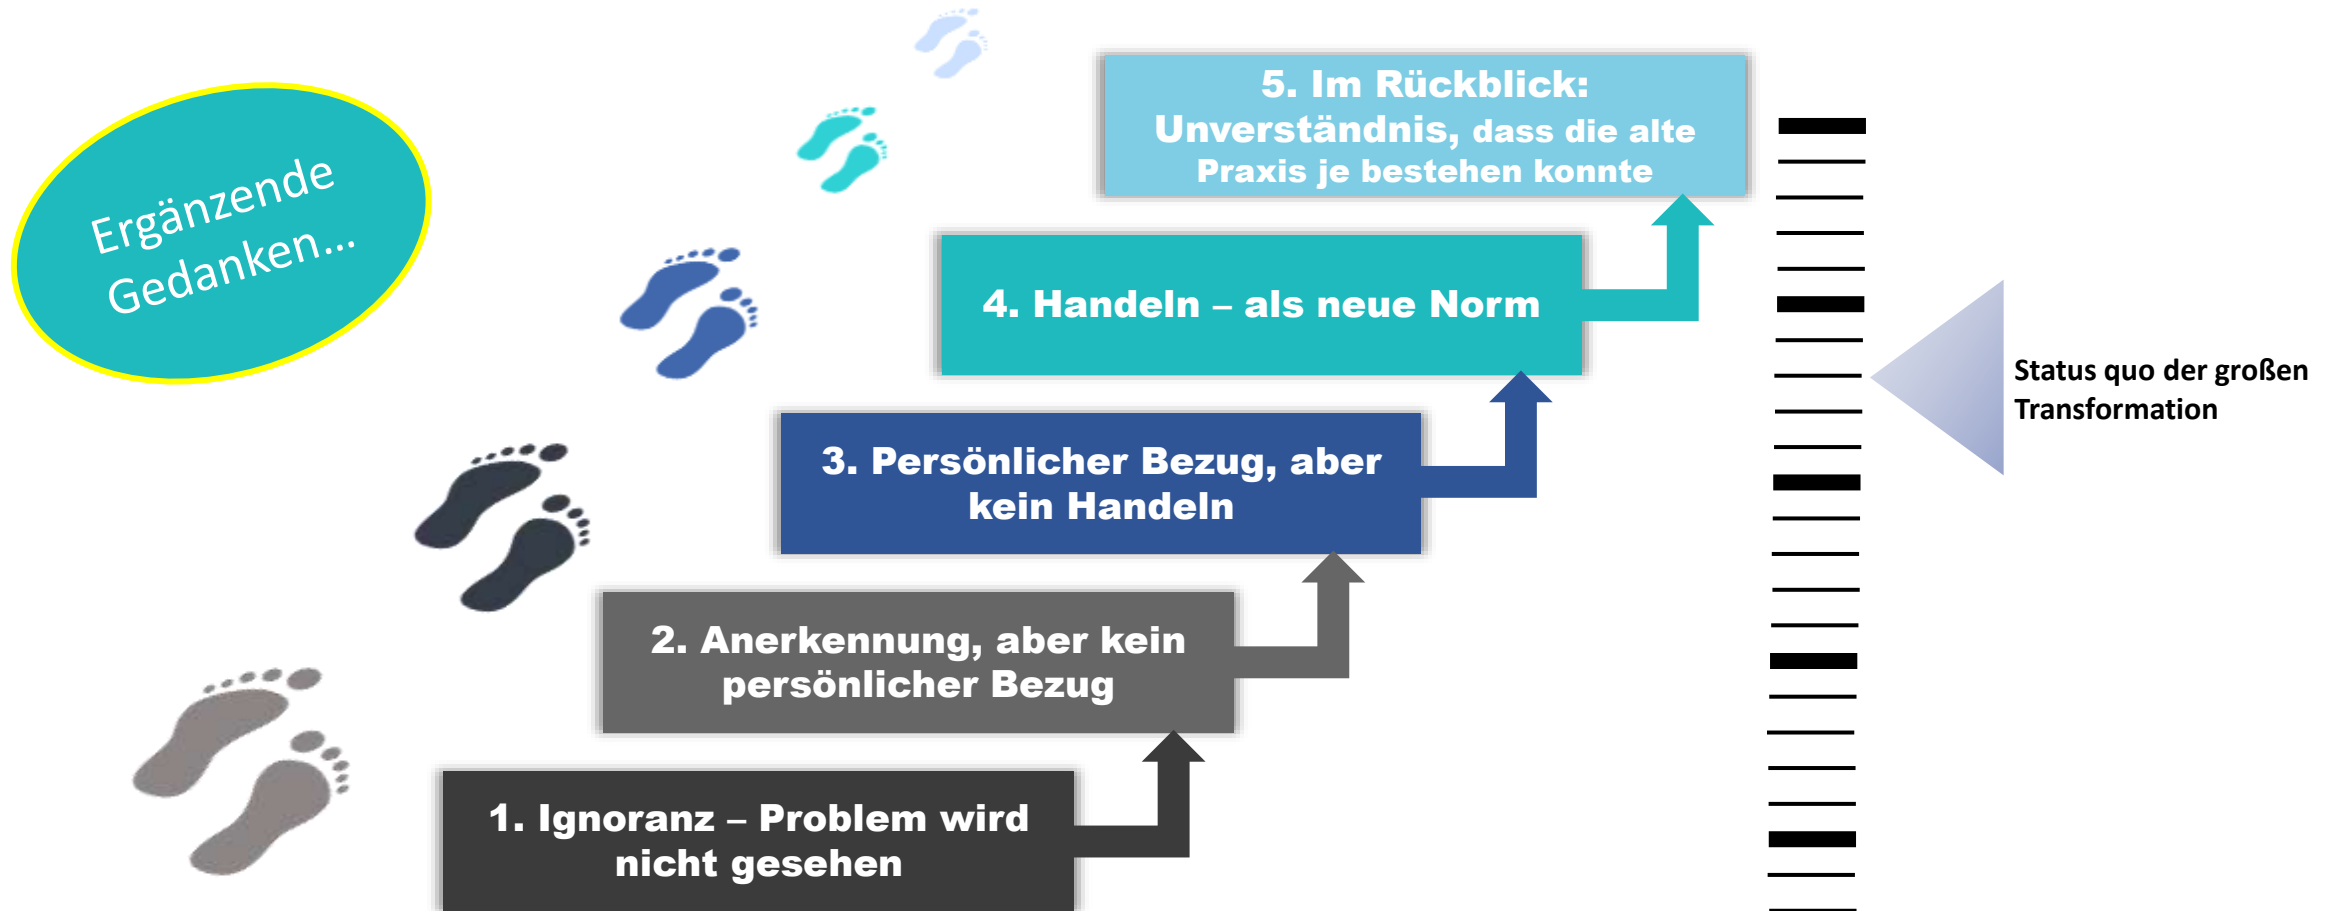 Ergänzende
Gedanken...
5. Im Rückblick:
Unverständnis, dass die alte
Praxis je bestehen konnte
4. Handeln – als neue Norm
Status quo der großen
Transformation
3. Persönlicher Bezug, aber
kein Handeln
2. Anerkennung, aber kein
persönlicher Bezug
1. Ignoranz – Problem wird
nicht gesehen